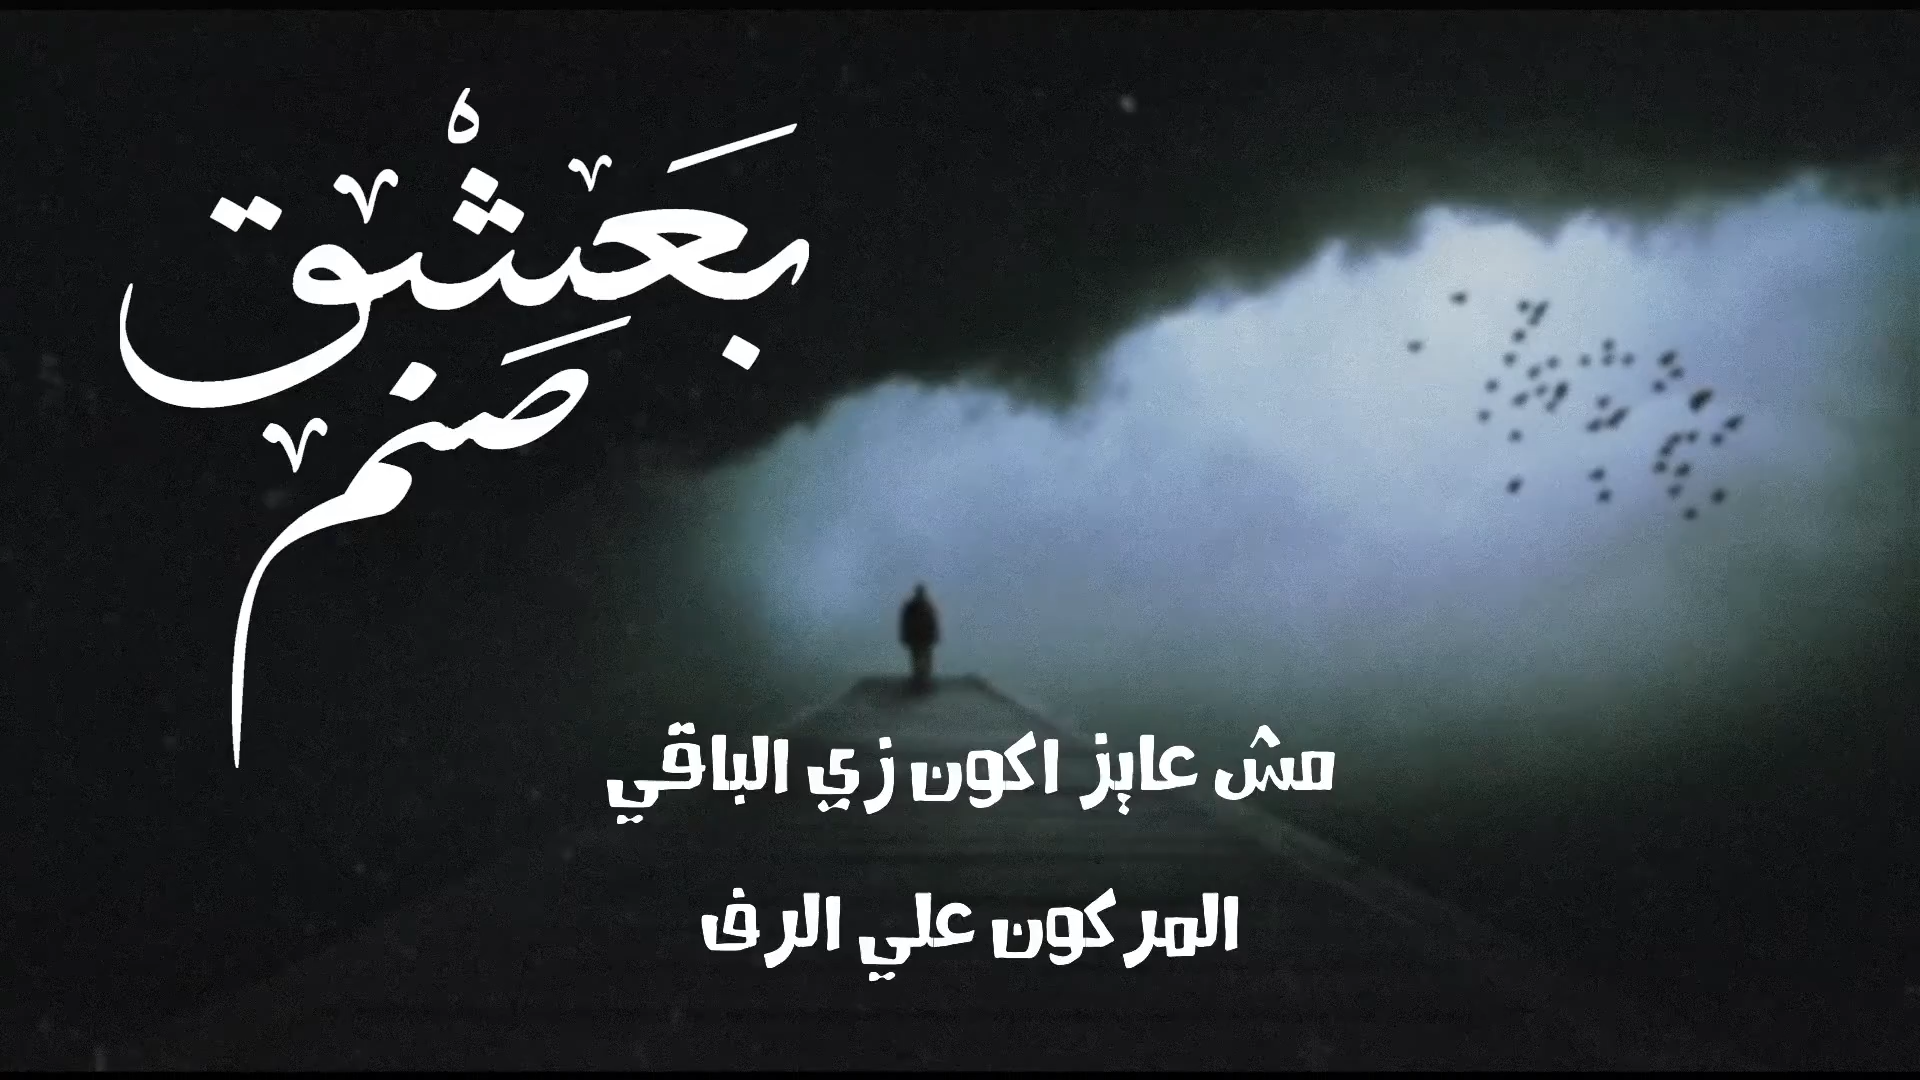 بعشق
صنم
مش عايز اكون زي الباقي
المركون علي الرف